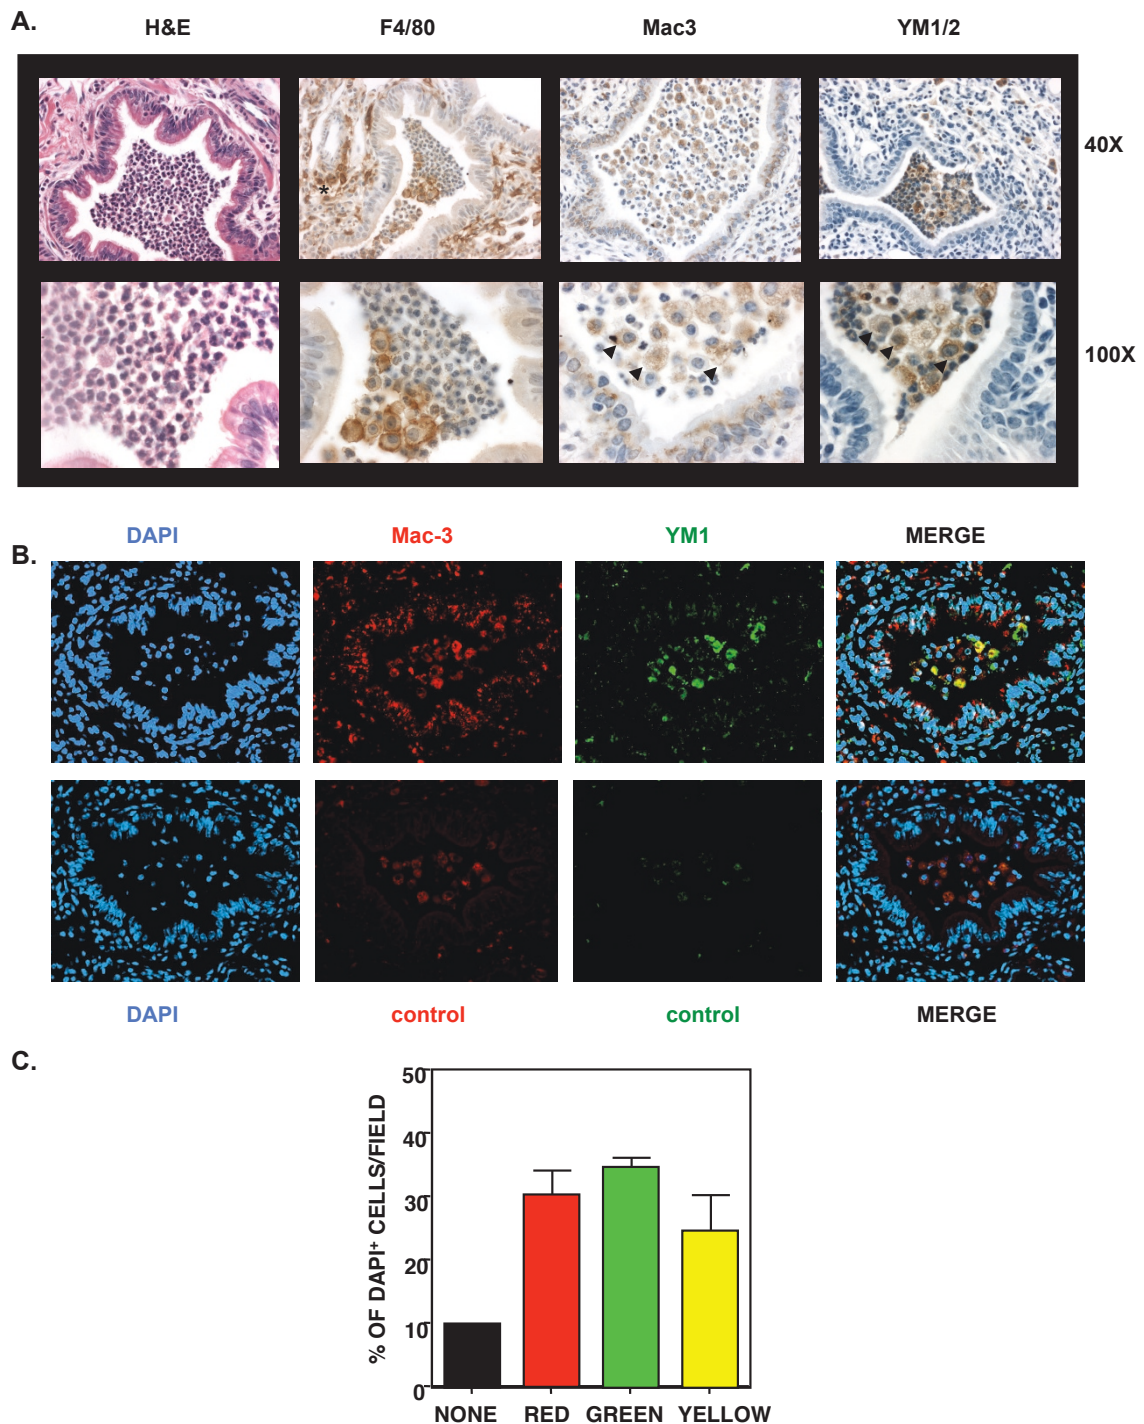 A.
H&E F4/80 Mac3 YM1/2
*
40X
100X
B.
DAPI Mac-3 YM1 MERGE
DAPI control control MERGE
C.
% OF DAPI+ CELLS/FIELD
50
40
30
20
10
0
NONE RED GREEN YELLOW